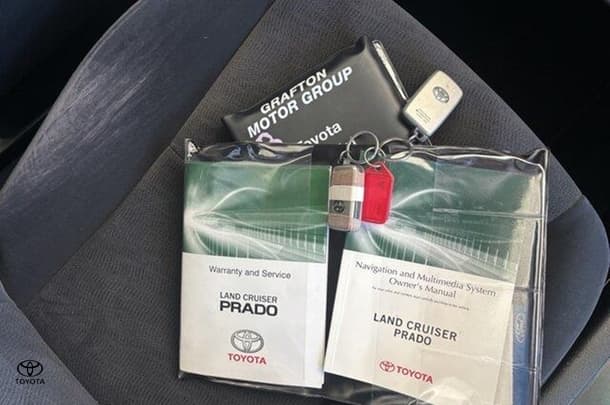 GRAFTON
MOTOR GROUP
Toyota
Warranty and Service
LAND CRUISER
PRADO
TOYOTA
Navigation and Multimedia System
Owner's Manual
LAND CRUISER
PRADO
TOYOTA
TOYOTA